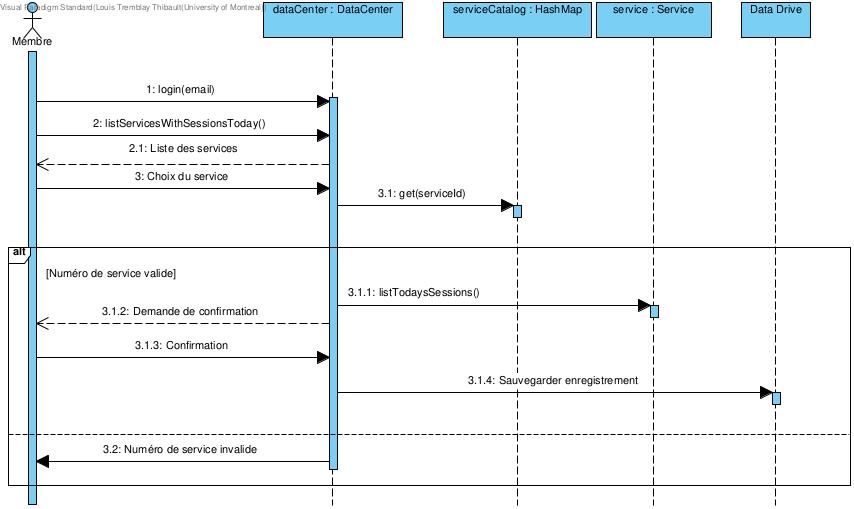 Visual Paradigm Standard(Louis Tremblay Thibault(University of Montreal))
dataCenter : DataCenter
serviceCatalog : HashMap
service : Service
Data Drive
Membre
1: login(email)
2: listServicesWithSessionsToday()
2.1: Liste des services
3: Choix du service
3.1: get(serviceId)
alt
[Numéro de service valide]
3.1.1: listTodaysSessions()
3.1.2: Demande de confirmation
3.1.3: Confirmation
3.1.4: Sauvegarder enregistrement
3.2: Numéro de service invalide